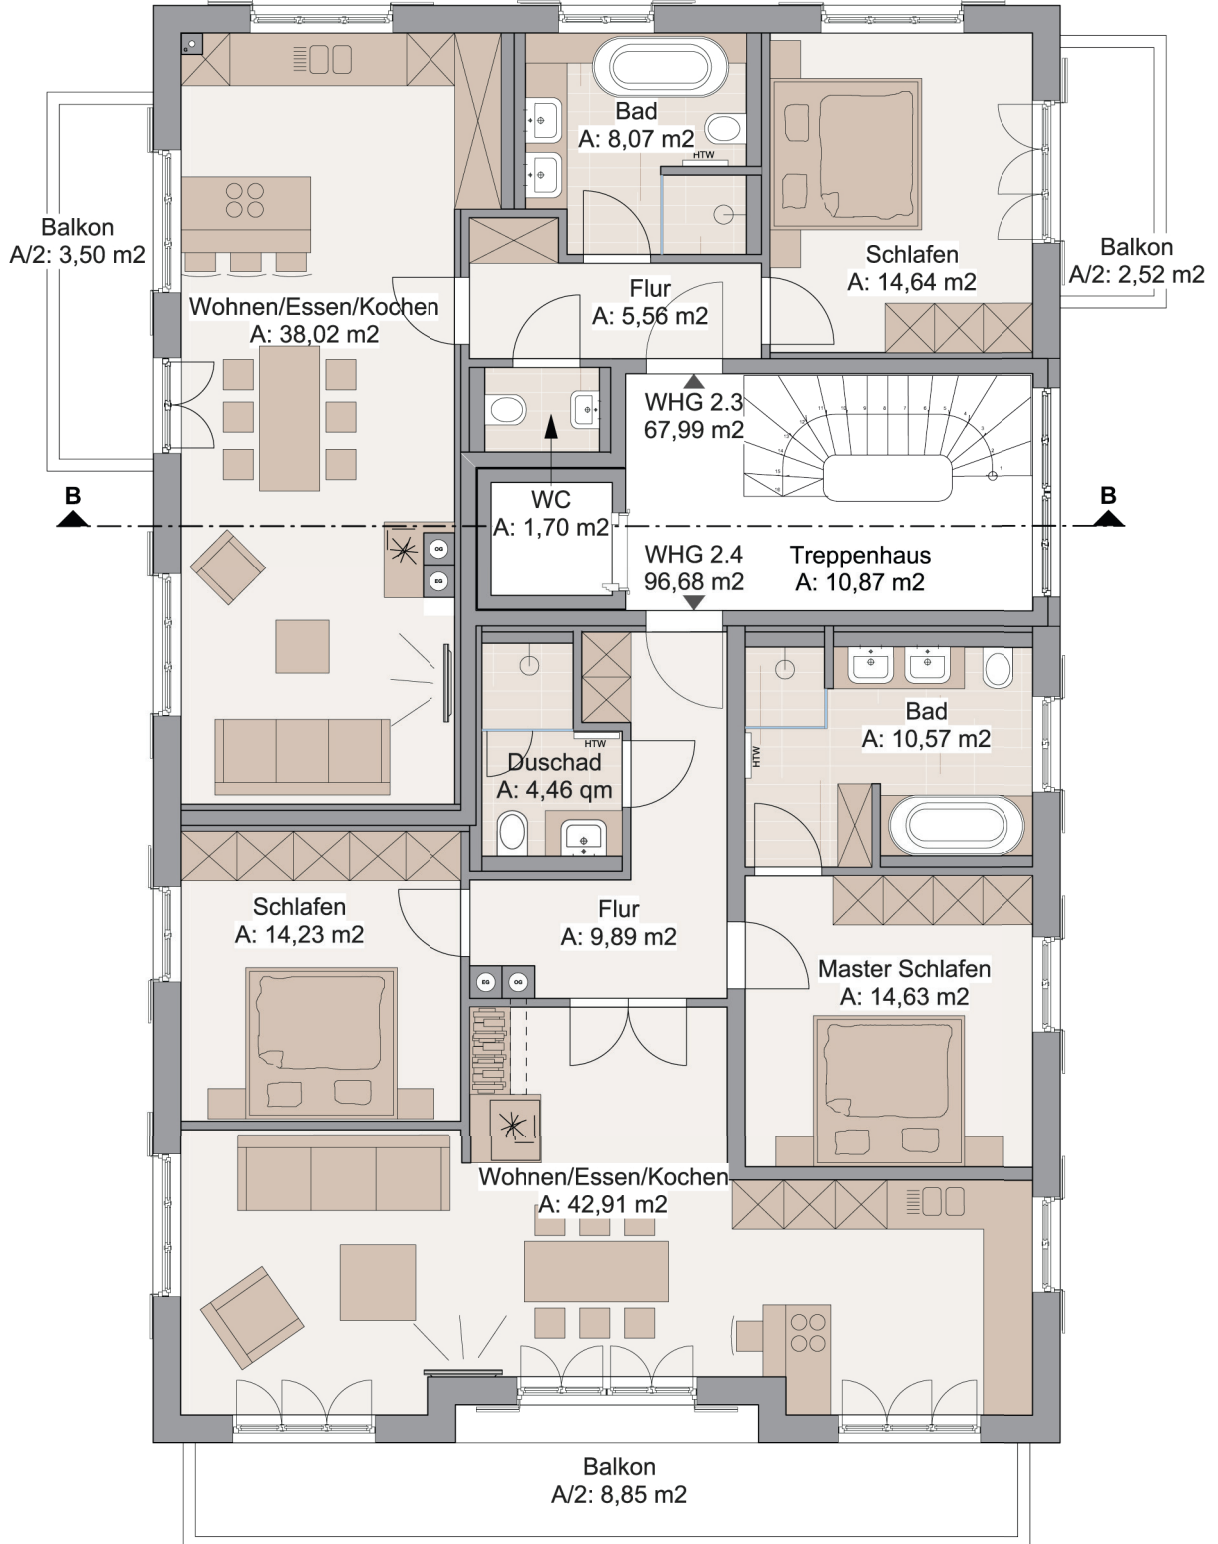 Bad
A: 8,07 m2
HTW
Balkon
A/2: 3,50 m2
Schlafen
A: 14,64 m2
Balkon
A/2: 2,52 m2
Wohnen/Essen/Kochen
A: 38,02 m2
Flur
A: 5,56 m2
WHG 2.3
67,99 m2
B
B
WC
A: 1,70 m2
WHG 2.4
96,68 m2
Treppenhaus
A: 10,87 m2
OG
EG
Bad
A: 10,57 m2
HTW
HTW
Duschad
A: 4,46 qm
Schlafen
A: 14,23 m2
Flur
A: 9,89 m2
EG
OG
Master Schlafen
A: 14,63 m2
Wohnen/Essen/Kochen
A: 42,91 m2
Balkon
A/2: 8,85 m2